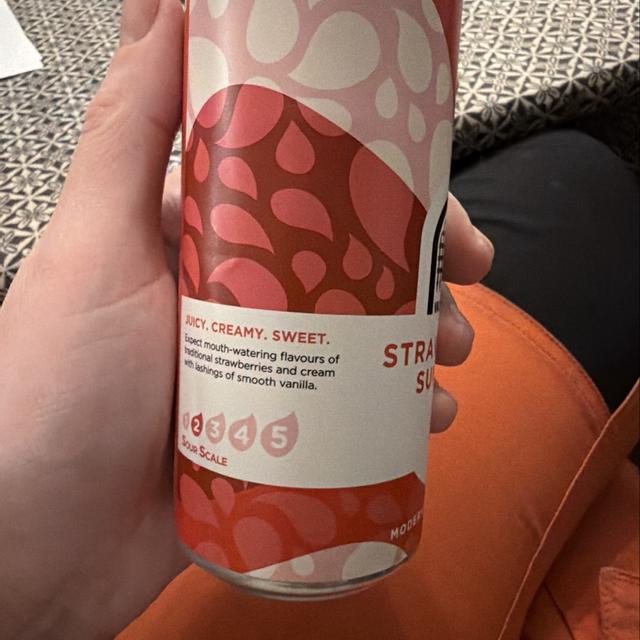 JUICY. CREAMY. SWEET.
Expect mouth-watering flavours of
traditional strawberries and cream
with lashings of smooth vanilla.
1 2 3 4 5
SOUR SCALE
STRA
SU
MODE